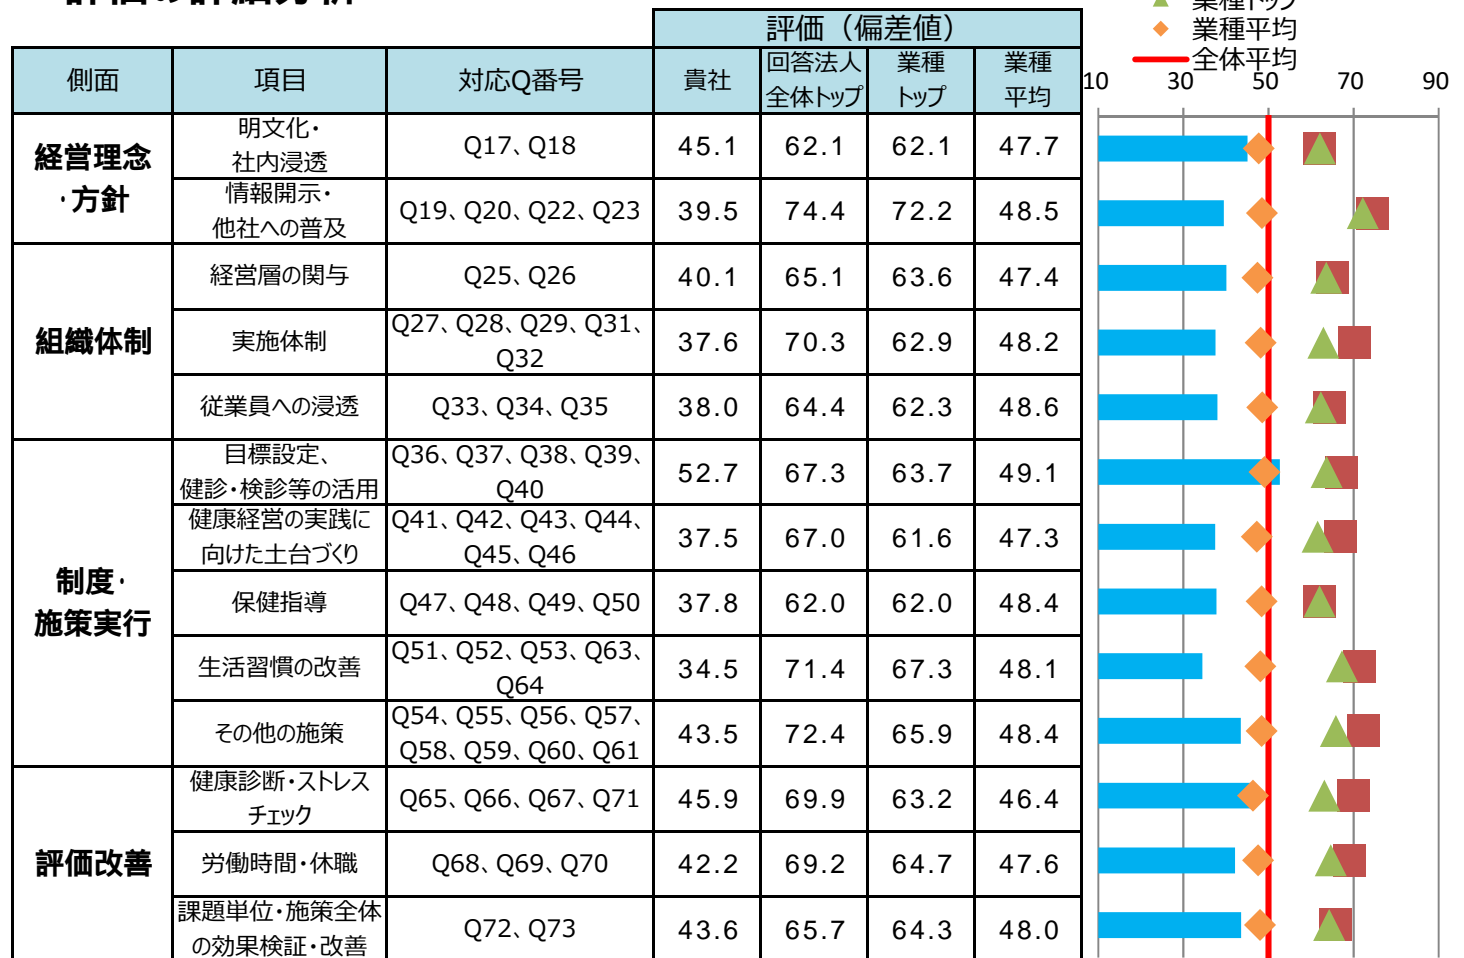 評価の詳細分析
業種トップ
業種平均
全体平均
評価（偏差値）
側面 項目 対応Q番号 貴社 回答法人 業種 業種
全体トップ トップ 平均
10 30 50 70 90
経営理念
・方針
明文化・
社内浸透
Q17、Q18 45.1 62.1 62.1 47.7
情報開示・
他社への普及
Q19、Q20、Q22、Q23 39.5 74.4 72.2 48.5
組織体制
経営層の関与 Q25、Q26 40.1 65.1 63.6 47.4
実施体制
Q27、Q28、Q29、Q31、
Q32
37.6 70.3 62.9 48.2
従業員への浸透 Q33、Q34、Q35 38.0 64.4 62.3 48.6
制度・
施策実行
目標設定、
健診・検診等の活用
Q36、Q37、Q38、Q39、
Q40
52.7 67.3 63.7 49.1
健康経営の実践に
向けた土台づくり
Q41、Q42、Q43、Q44、
Q45、Q46
37.5 67.0 61.6 47.3
保健指導 Q47、Q48、Q49、Q50 37.8 62.0 62.0 48.4
生活習慣の改善
Q51、Q52、Q53、Q63、
Q64
34.5 71.4 67.3 48.1
その他の施策
Q54、Q55、Q56、Q57、
Q58、Q59、Q60、Q61
43.5 72.4 65.9 48.4
評価改善
健康診断・ストレス
チェック
Q65、Q66、Q67、Q71 45.9 69.9 63.2 46.4
労働時間・休職 Q68、Q69、Q70 42.2 69.2 64.7 47.6
課題単位・施策全体
の効果検証・改善
Q72、Q73 43.6 65.7 64.3 48.0